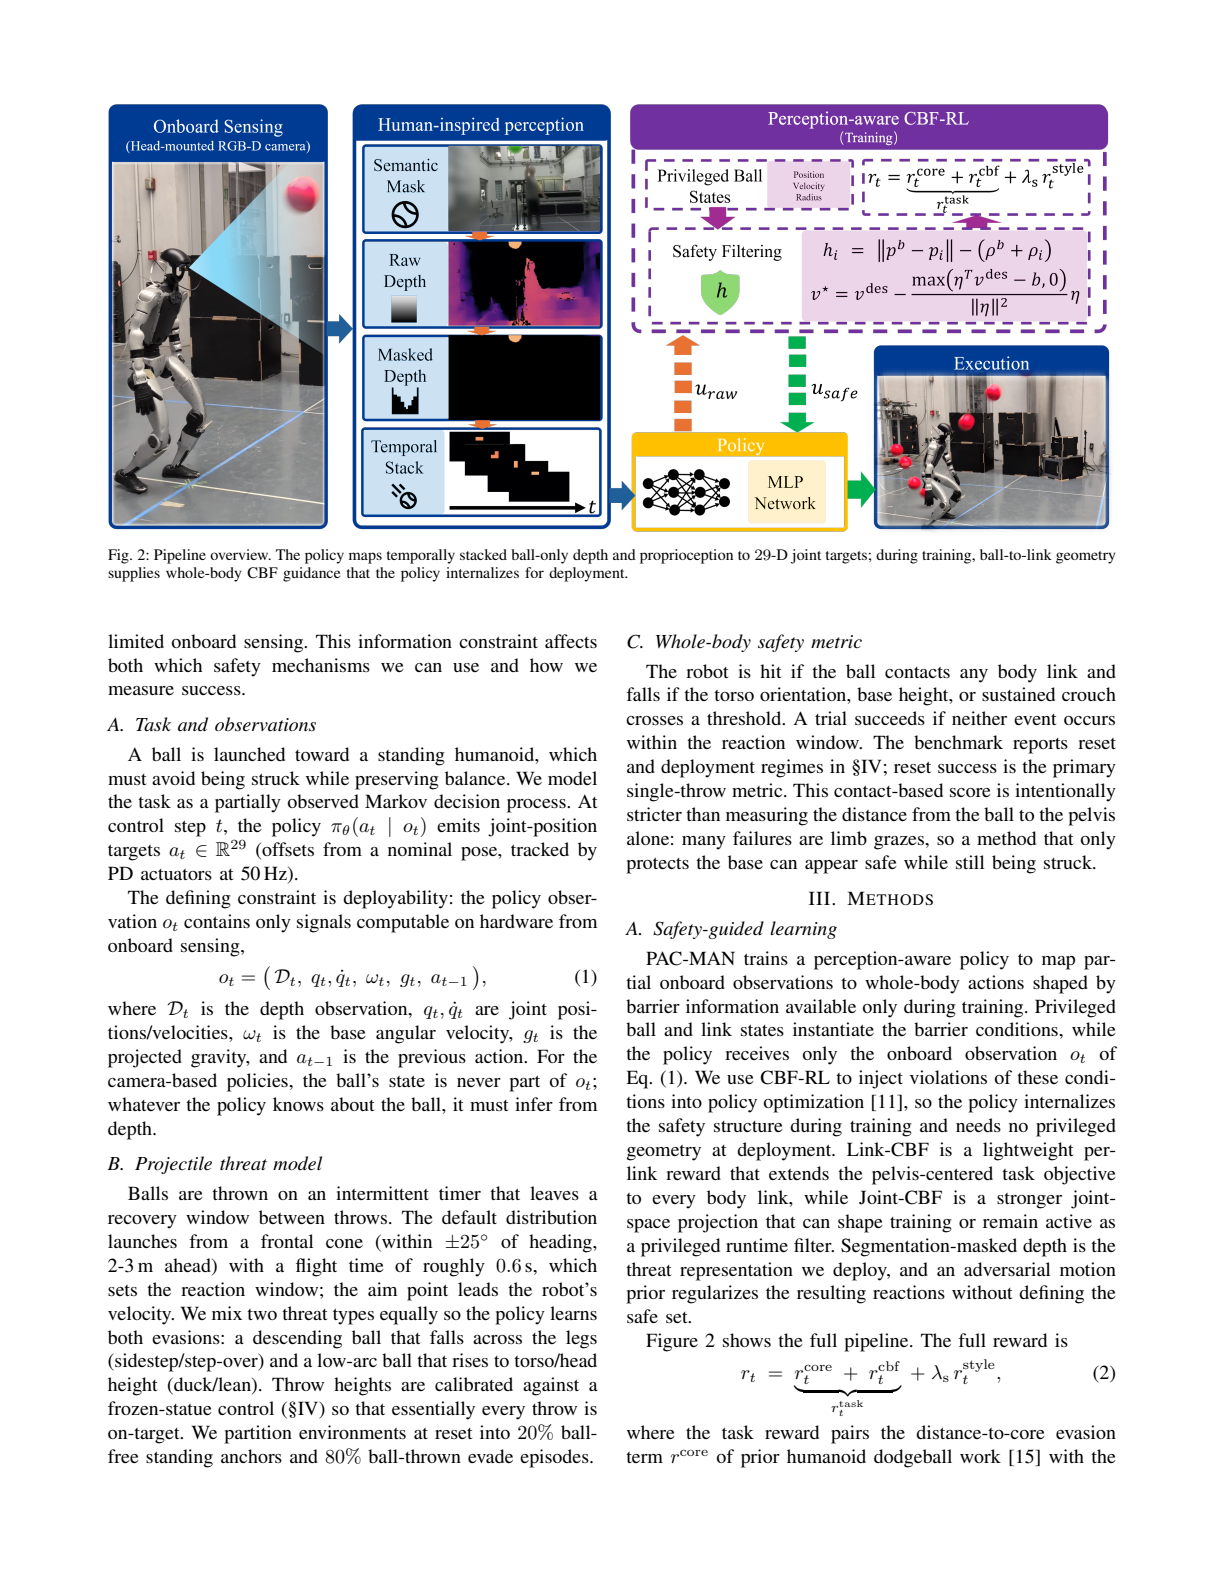 Onboard Sensing
(Head-mounted RGB-D camera)
Human-inspired perception
Semantic
Mask
Raw
Depth
Masked
Depth
Temporal
Stack
t
Perception-aware CBF-RL
(Training)
Privileged Ball
States
Position
Velocity
Radius
r_t = r_t^core + r_t^cbf + λ_s r_t^style
r_t^task
Safety Filtering
h
h_i = ‖p^b − p_i‖ − (ρ^b + ρ_i)
v^⋆ = v^des − max(η^T v^des − b, 0) / ‖η‖² η
u_raw
u_safe
Policy
MLP
Network
Execution
Fig. 2: Pipeline overview. The policy maps temporally stacked ball-only depth and proprioception to 29-D joint targets; during training, ball-to-link geometry
supplies whole-body CBF guidance that the policy internalizes for deployment.
limited onboard sensing. This information constraint affects
both which safety mechanisms we can use and how we
measure success.
A. Task and observations
A ball is launched toward a standing humanoid, which
must avoid being struck while preserving balance. We model
the task as a partially observed Markov decision process. At
control step t, the policy π_θ(a_t | o_t) emits joint-position
targets a_t ∈ ℝ^29 (offsets from a nominal pose, tracked by
PD actuators at 50 Hz).
The defining constraint is deployability: the policy obser-
vation o_t contains only signals computable on hardware from
onboard sensing,
o_t = ( 𝒟_t, q_t, q̇_t, ω_t, g_t, a_{t−1} ), (1)
where 𝒟_t is the depth observation, q_t, q̇_t are joint posi-
tions/velocities, ω_t is the base angular velocity, g_t is the
projected gravity, and a_{t−1} is the previous action. For the
camera-based policies, the ball's state is never part of o_t;
whatever the policy knows about the ball, it must infer from
depth.
B. Projectile threat model
Balls are thrown on an intermittent timer that leaves a
recovery window between throws. The default distribution
launches from a frontal cone (within ±25° of heading,
2-3 m ahead) with a flight time of roughly 0.6 s, which
sets the reaction window; the aim point leads the robot's
velocity. We mix two threat types equally so the policy learns
both evasions: a descending ball that falls across the legs
(sidestep/step-over) and a low-arc ball that rises to torso/head
height (duck/lean). Throw heights are calibrated against a
frozen-statue control (§IV) so that essentially every throw is
on-target. We partition environments at reset into 20% ball-
free standing anchors and 80% ball-thrown evade episodes.
C. Whole-body safety metric
The robot is hit if the ball contacts any body link and
falls if the torso orientation, base height, or sustained crouch
crosses a threshold. A trial succeeds if neither event occurs
within the reaction window. The benchmark reports reset
and deployment regimes in §IV; reset success is the primary
single-throw metric. This contact-based score is intentionally
stricter than measuring the distance from the ball to the pelvis
alone: many failures are limb grazes, so a method that only
protects the base can appear safe while still being struck.
III. METHODS
A. Safety-guided learning
PAC-MAN trains a perception-aware policy to map par-
tial onboard observations to whole-body actions shaped by
barrier information available only during training. Privileged
ball and link states instantiate the barrier conditions, while
the policy receives only the onboard observation o_t of
Eq. (1). We use CBF-RL to inject violations of these condi-
tions into policy optimization [11], so the policy internalizes
the safety structure during training and needs no privileged
geometry at deployment. Link-CBF is a lightweight per-
link reward that extends the pelvis-centered task objective
to every body link, while Joint-CBF is a stronger joint-
space projection that can shape training or remain active as
a privileged runtime filter. Segmentation-masked depth is the
threat representation we deploy, and an adversarial motion
prior regularizes the resulting reactions without defining the
safe set.
Figure 2 shows the full pipeline. The full reward is
r_t = r_t^core + r_t^cbf + λ_s r_t^style, (2)
r_t^task
where the task reward pairs the distance-to-core evasion
term r^core of prior humanoid dodgeball work [15] with the